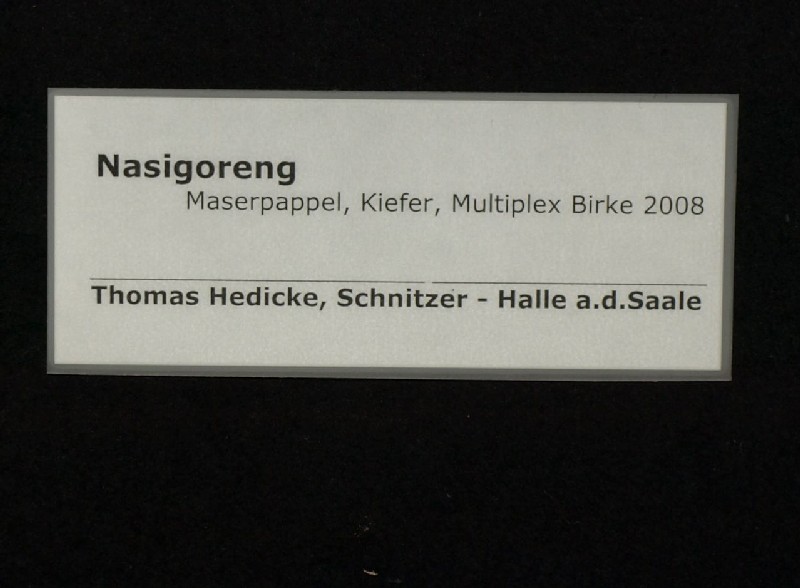 Nasigoreng
Maserpappel, Kiefer, Multiplex Birke 2008
Thomas Hedicke, Schnitzer - Halle a.d.Saale